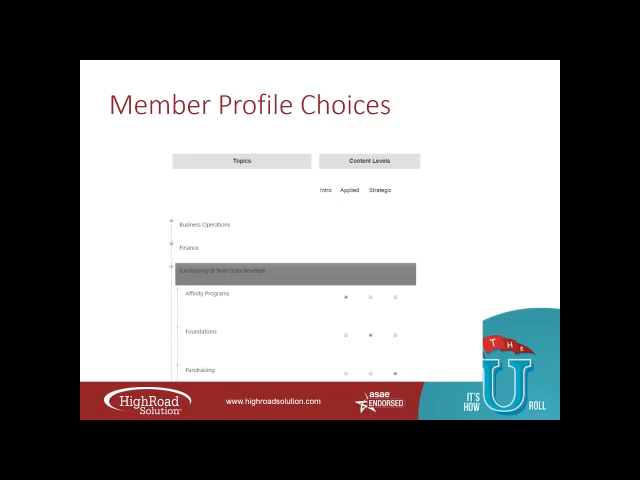 Member Profile Choices
Topics
Content Levels
Intro Applied Strategic
Business Operations
Finance
Fundraising & Non-Dues Revenue
Affinity Programs
Foundations
Fundraising
HighRoad
Solution
www.highroadsolution.com
asae
ENDORSED
THE
U
IT'S
HOW
ROLL